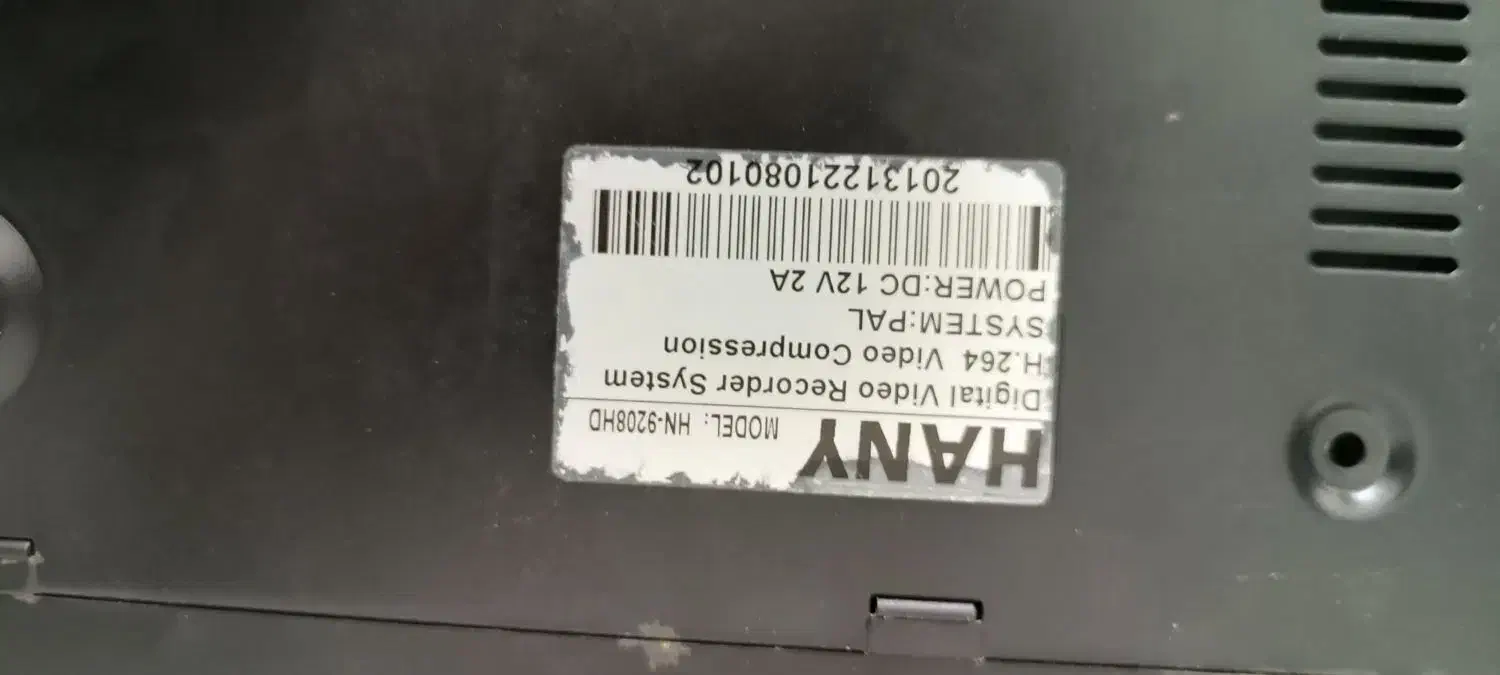 HANY MODEL: HN-9208HD
Digital Video Recorder System
H.264 Video Compression
SYSTEM:PAL
POWER:DC 12V 2A
20131221080102